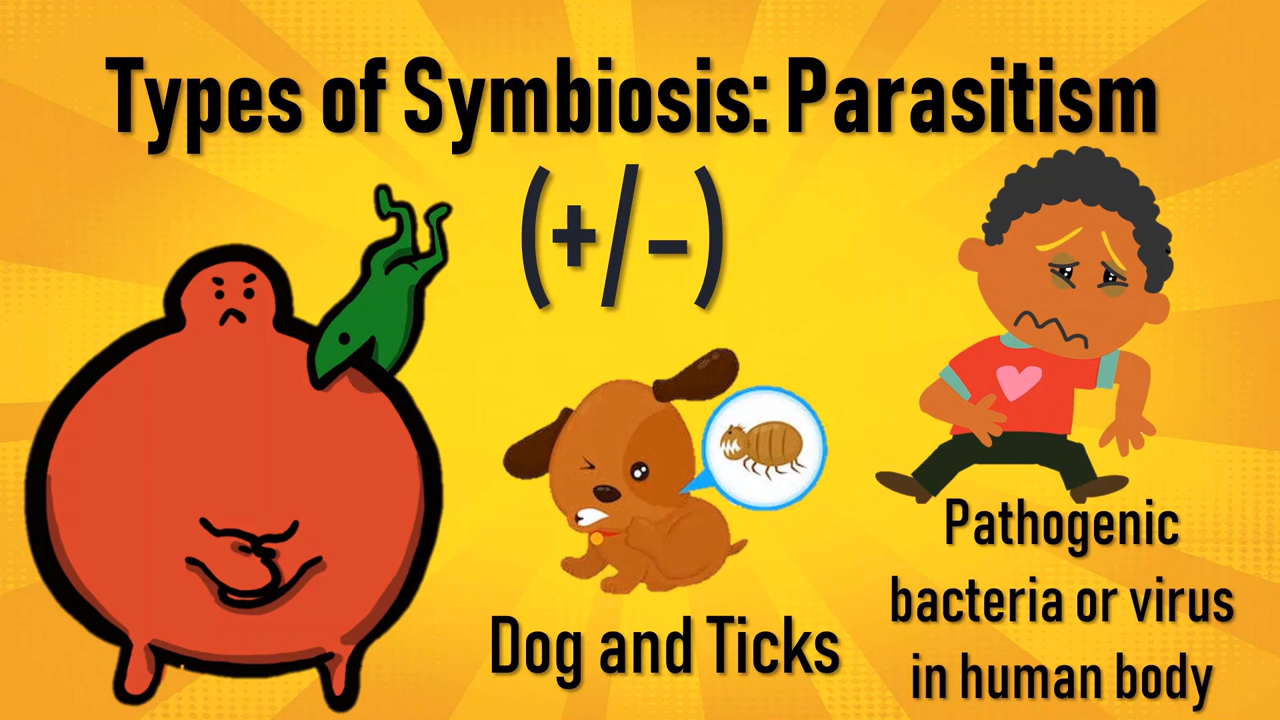 Types of Symbiosis: Parasitism
(+/-)
Dog and Ticks
Pathogenic
bacteria or virus
in human body